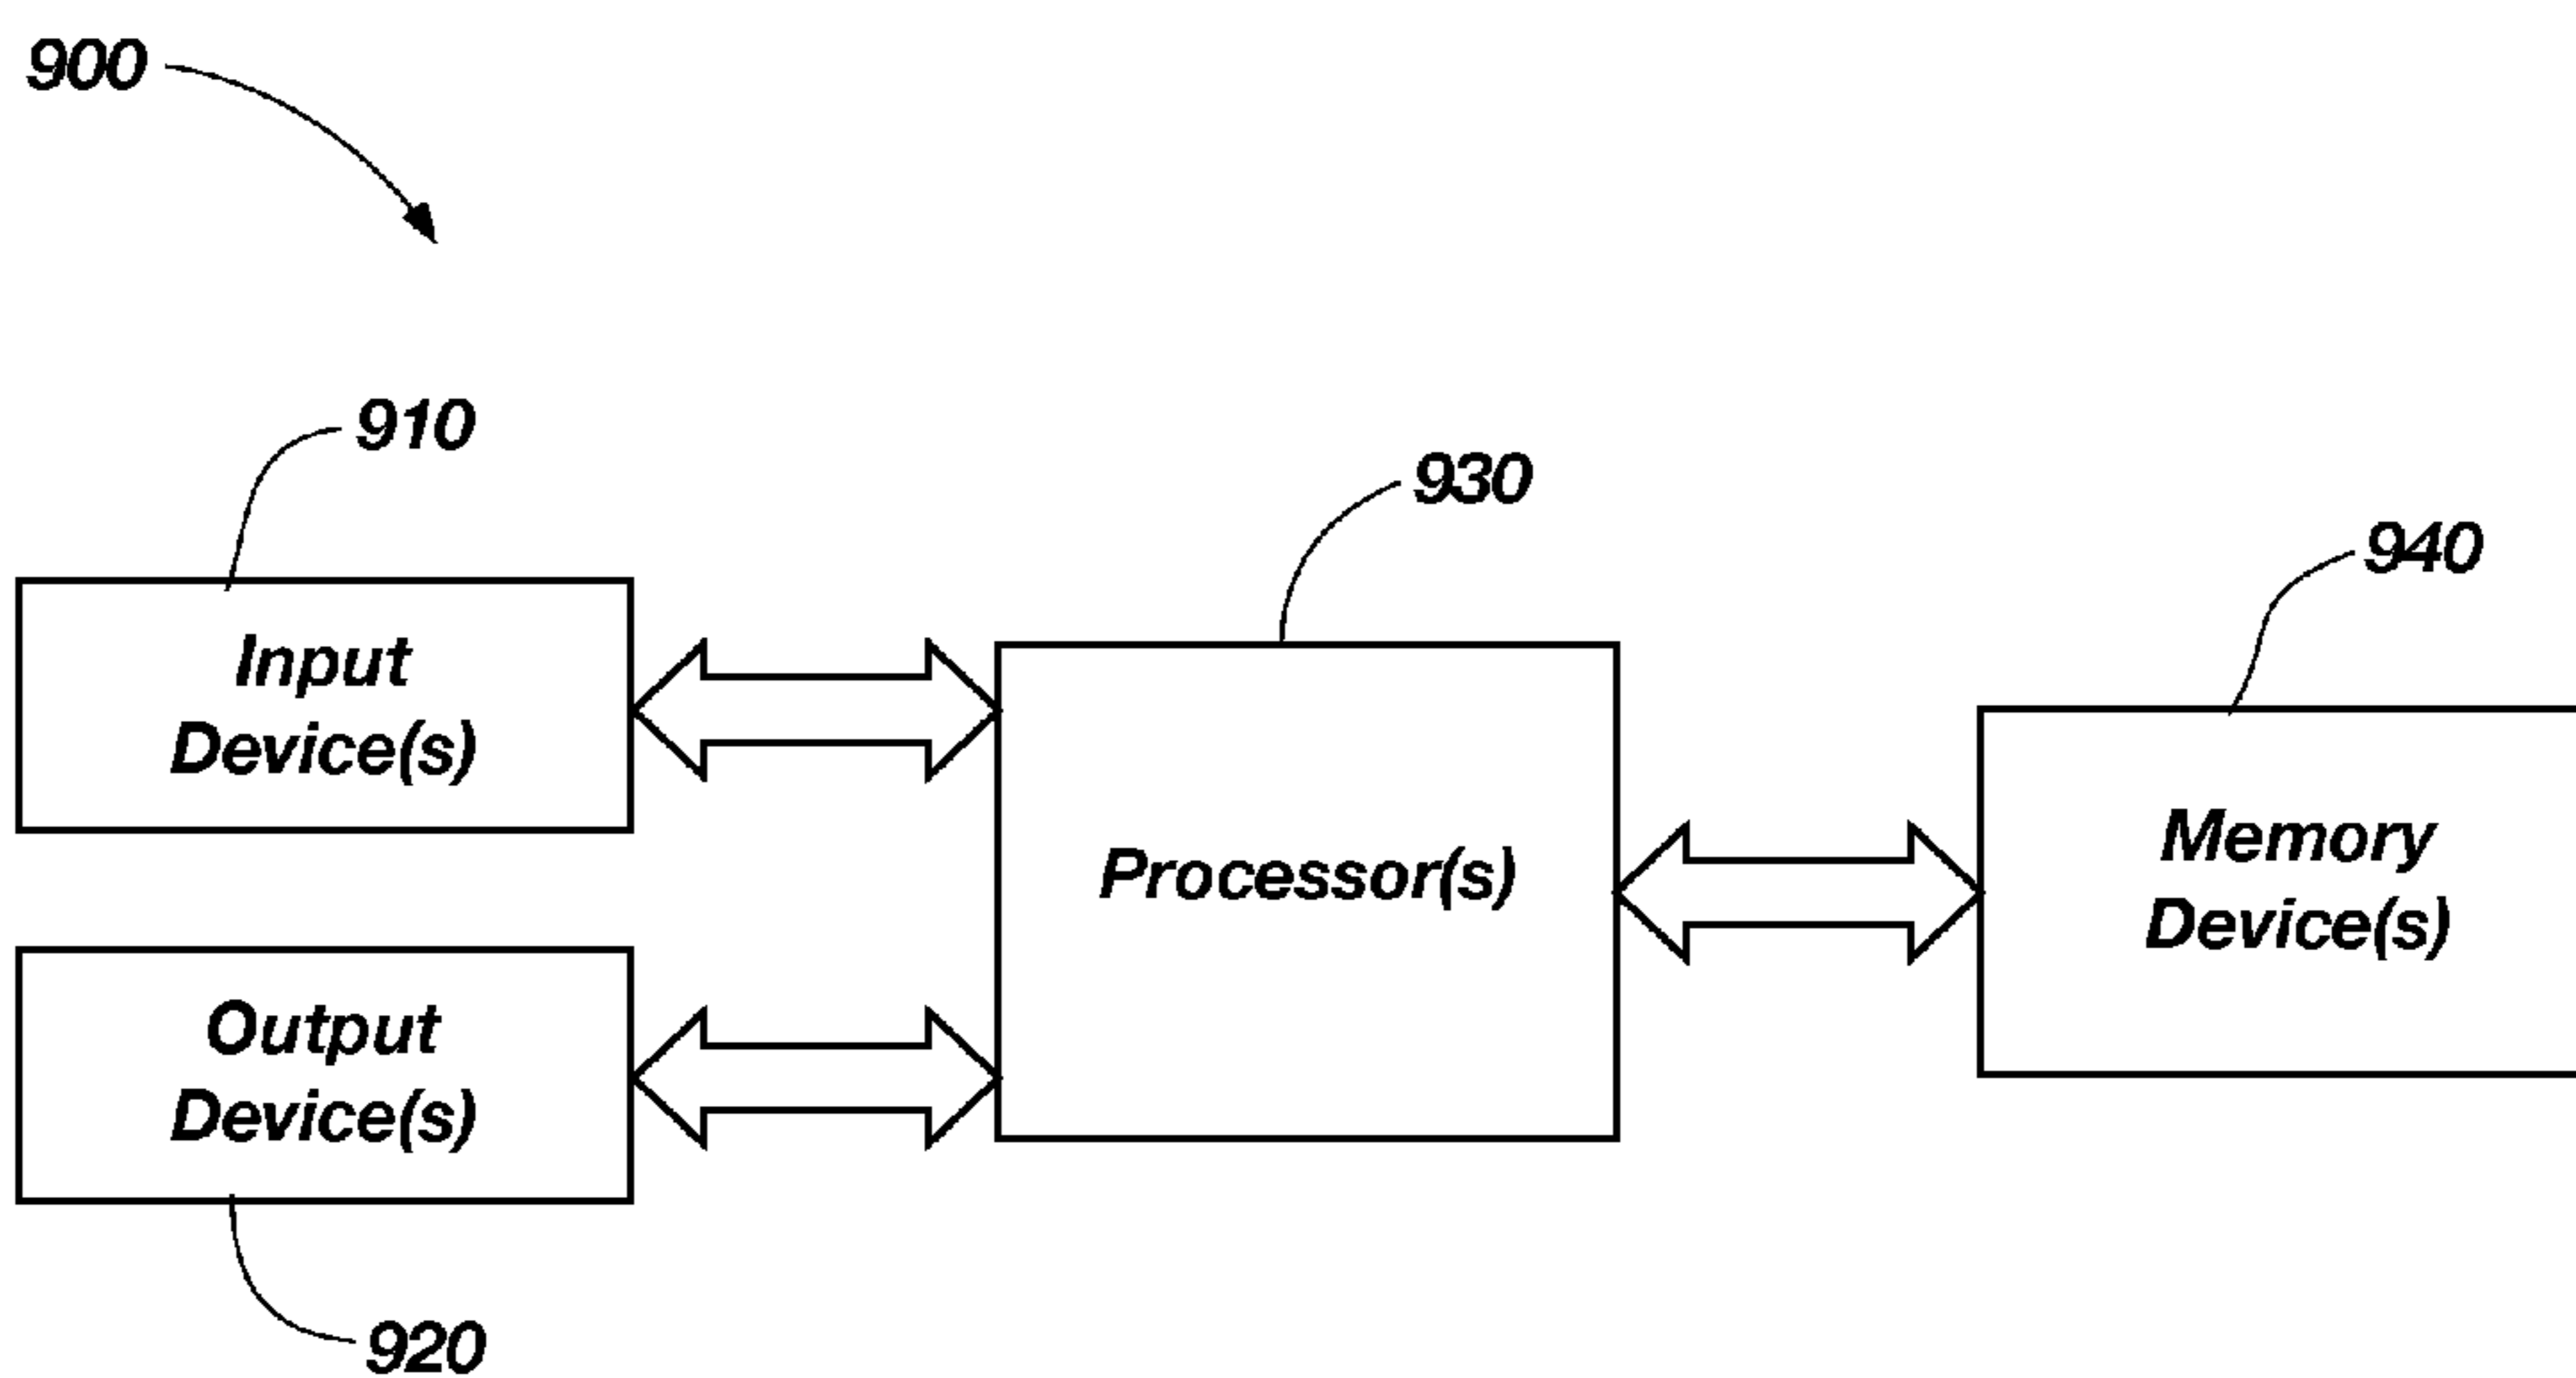 900
910
930
940
Input
Device(s)
Processor(s)
Memory
Device(s)
Output
Device(s)
920